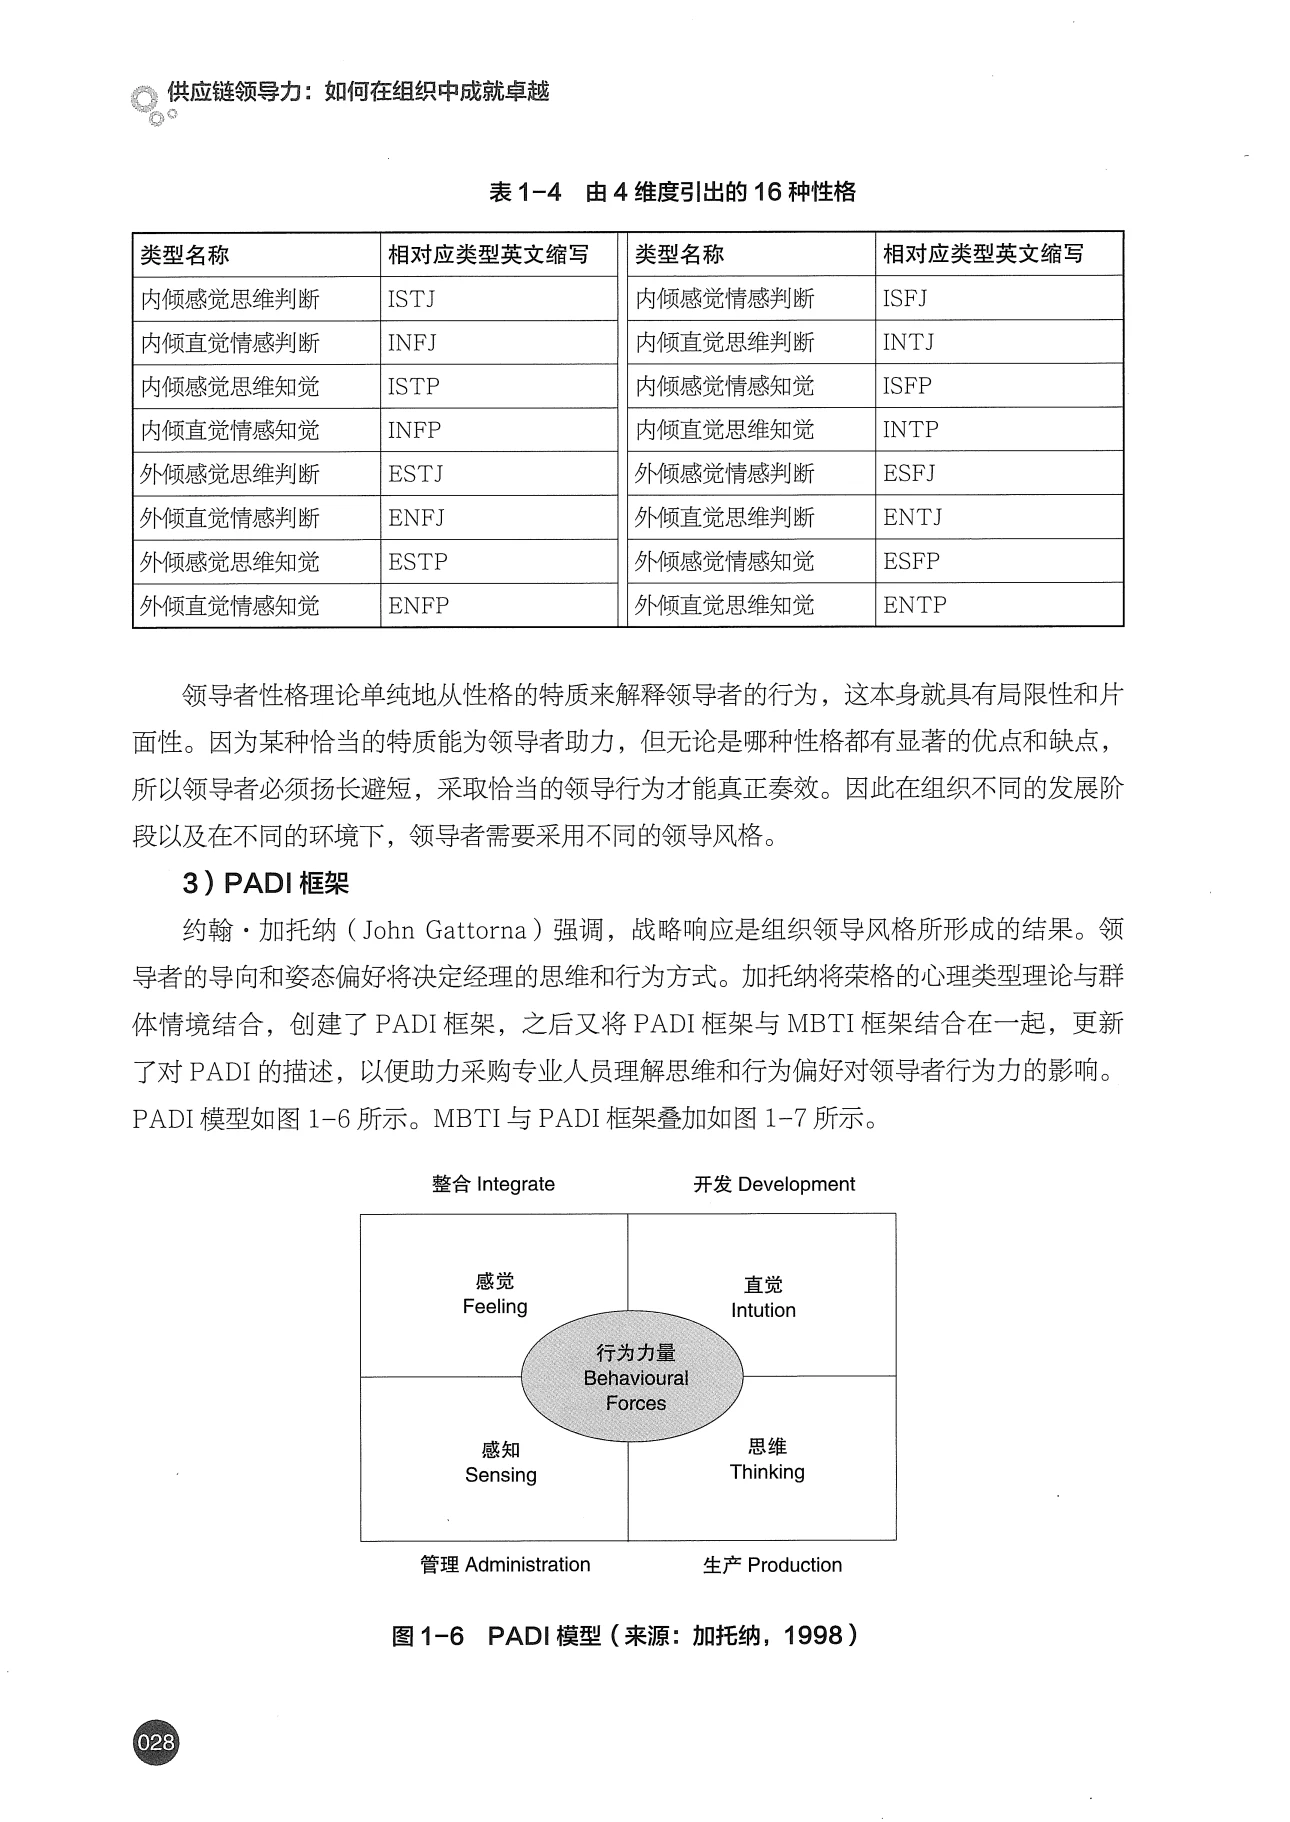 供应链领导力：如何在组织中成就卓越
表 1-4 由 4 维度引出的 16 种性格
类型名称 相对应类型英文缩写 类型名称 相对应类型英文缩写
内倾感觉思维判断 ISTJ 内倾感觉情感判断 ISFJ
内倾直觉情感判断 INFJ 内倾直觉思维判断 INTJ
内倾感觉思维知觉 ISTP 内倾感觉情感知觉 ISFP
内倾直觉情感知觉 INFP 内倾直觉思维知觉 INTP
外倾感觉思维判断 ESTJ 外倾感觉情感判断 ESFJ
外倾直觉情感判断 ENFJ 外倾直觉思维判断 ENTJ
外倾感觉思维知觉 ESTP 外倾感觉情感知觉 ESFP
外倾直觉情感知觉 ENFP 外倾直觉思维知觉 ENTP
领导者性格理论单纯地从性格的特质来解释领导者的行为，这本身就具有局限性和片
面性。因为某种恰当的特质能为领导者助力，但无论是哪种性格都有显著的优点和缺点，
所以领导者必须扬长避短，采取恰当的领导行为才能真正奏效。因此在组织不同的发展阶
段以及在不同的环境下，领导者需要采用不同的领导风格。
3）PADI 框架
约翰·加托纳（John Gattorna）强调，战略响应是组织领导风格所形成的结果。领
导者的导向和姿态偏好将决定经理的思维和行为方式。加托纳将荣格的心理类型理论与群
体情境结合，创建了 PADI 框架，之后又将 PADI 框架与 MBTI 框架结合在一起，更新
了对 PADI 的描述，以便助力采购专业人员理解思维和行为偏好对领导者行为力的影响。
PADI 模型如图 1-6 所示。MBTI 与 PADI 框架叠加如图 1-7 所示。
整合 Integrate 开发 Development
感觉
Feeling
直觉
Intution
行为力量
Behavioural
Forces
感知
Sensing
思维
Thinking
管理 Administration 生产 Production
图 1-6 PADI 模型（来源：加托纳，1998）
028